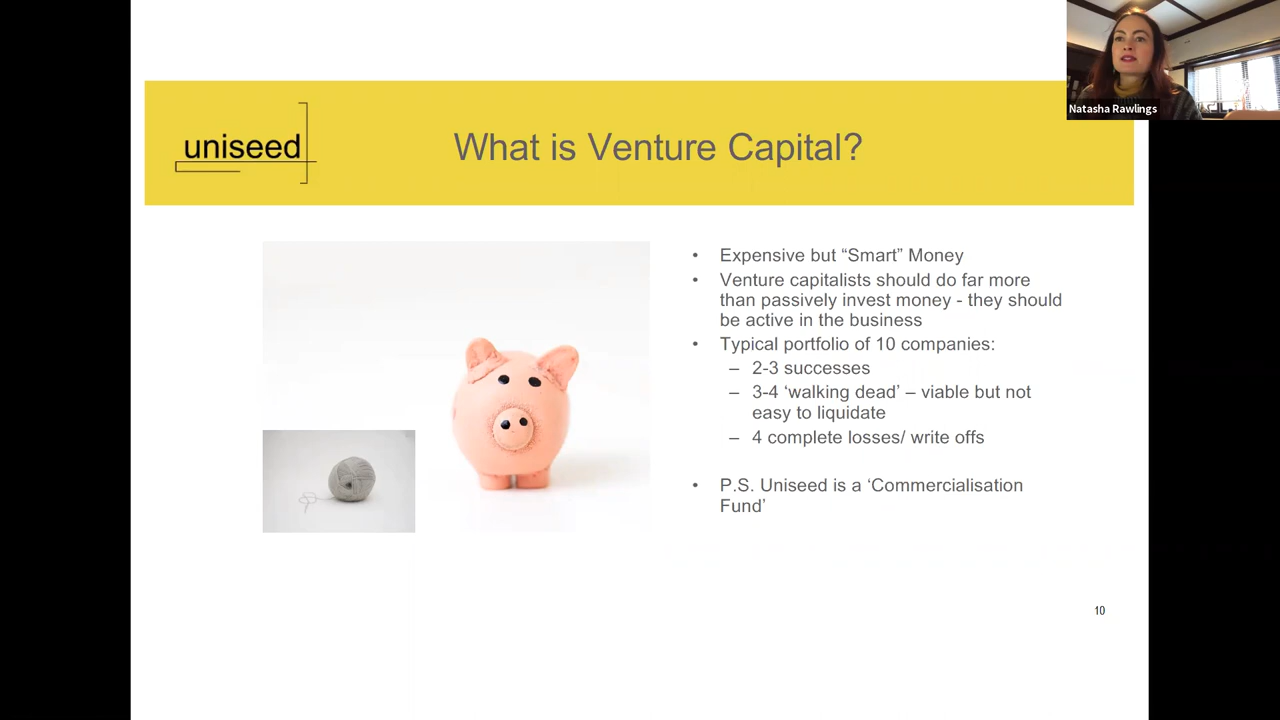 Natasha Rawlings
uniseed
What is Venture Capital?
• Expensive but “Smart” Money
• Venture capitalists should do far more
than passively invest money - they should
be active in the business
• Typical portfolio of 10 companies:
– 2-3 successes
– 3-4 ‘walking dead’ – viable but not
easy to liquidate
– 4 complete losses/ write offs
• P.S. Uniseed is a ‘Commercialisation
Fund’
10